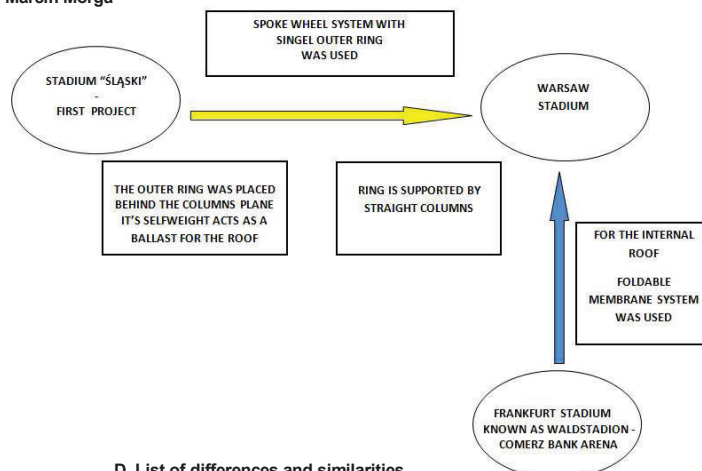 Marcin Morga
SPOKE WHEEL SYSTEM WITH
SINGEL OUTER RING
WAS USED
STADIUM “ŚLĄSKI”
-
FIRST PROJECT
WARSAW
STADIUM
THE OUTER RING WAS PLACED
BEHIND THE COLUMNS PLANE
IT’S SELFWEIGHT ACTS AS A
BALLAST FOR THE ROOF
RING IS SUPPORTED BY
STRAIGHT COLUMNS
FOR THE INTERNAL
ROOF
FOLDABLE
MEMBRANE SYSTEM
WAS USED
FRANKFURT STADIUM
KNOWN AS WALDSTADION -
COMERZ BANK ARENA
D. List of differences and similarities